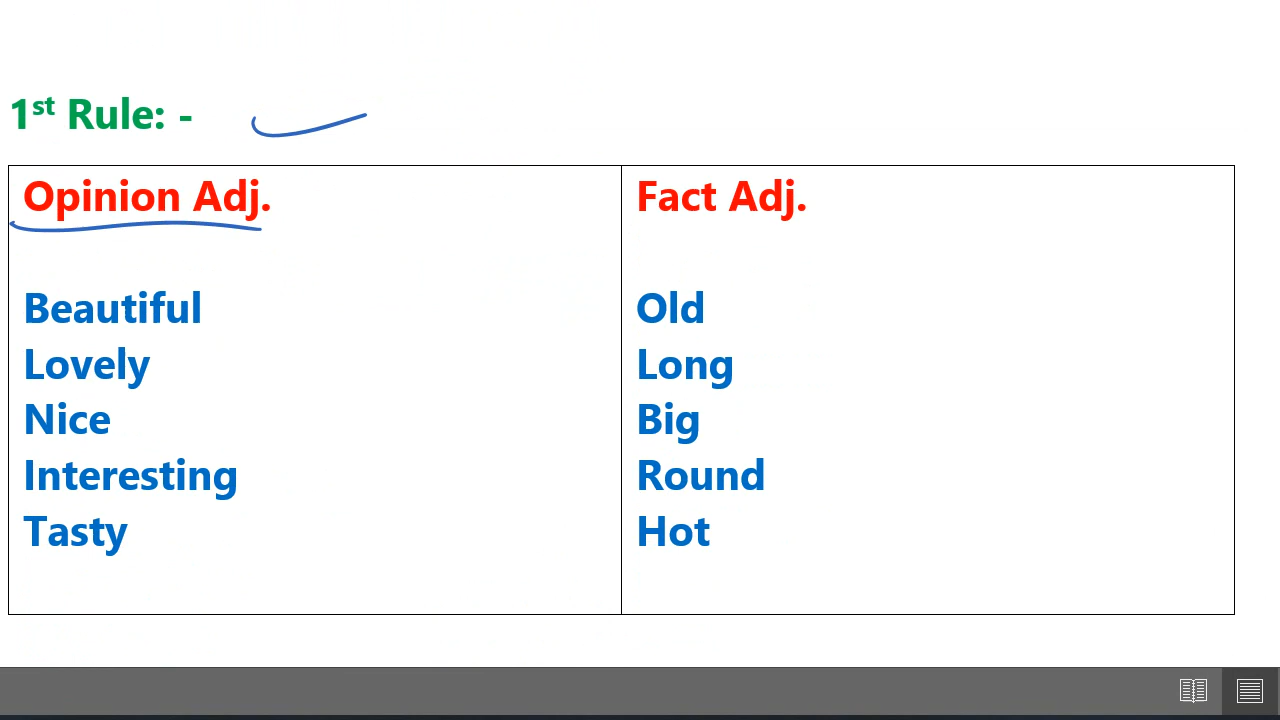 1st Rule: -
Opinion Adj.
Beautiful
Lovely
Nice
Interesting
Tasty
Fact Adj.
Old
Long
Big
Round
Hot